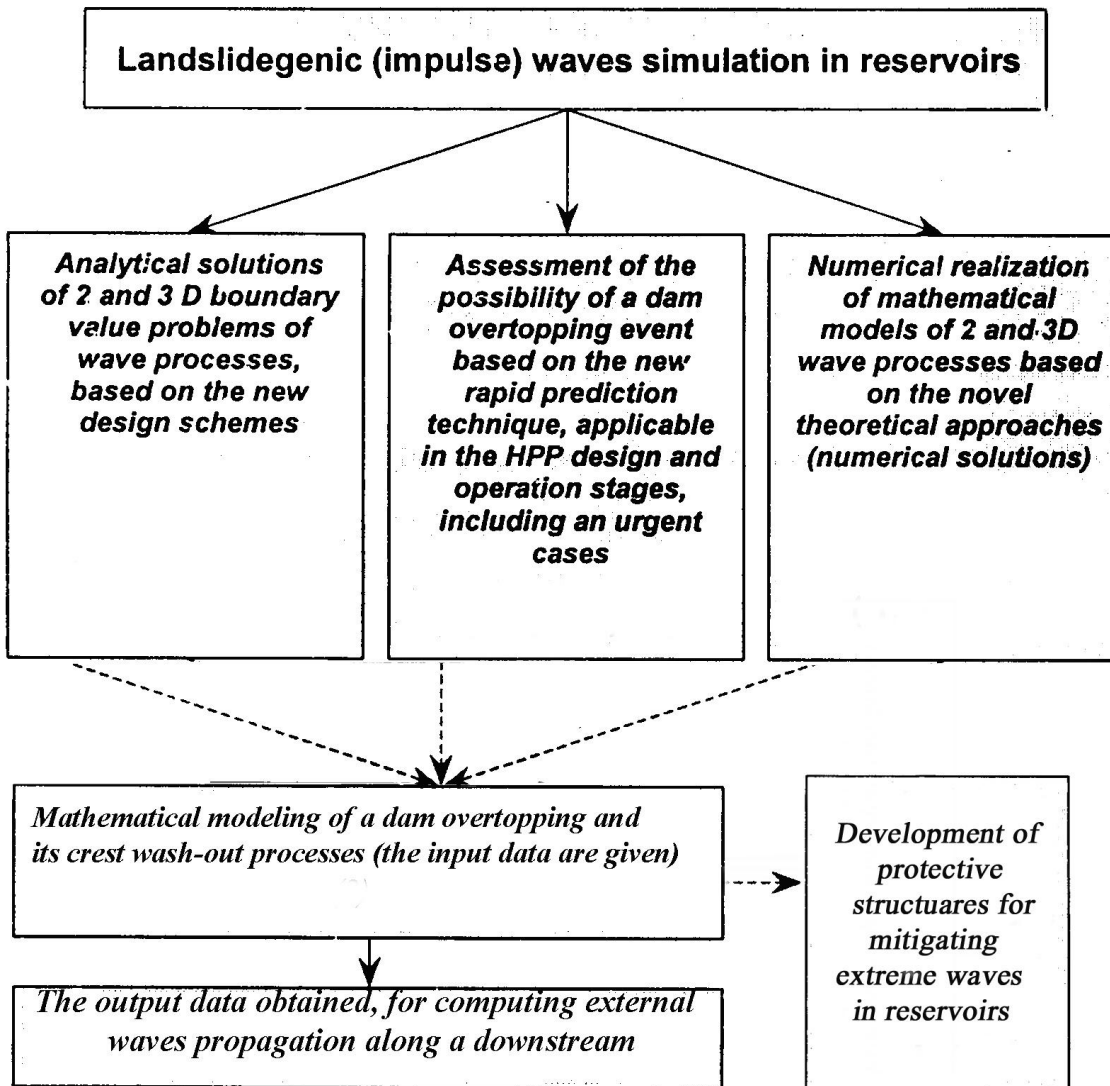 Landslidegenic (impulse) waves simulation in reservoirs
Analytical solutions
of 2 and 3 D boundary
value problems of
wave processes,
based on the new
design schemes
Assessment of the
possibility of a dam
overtopping event
based on the new
rapid prediction
technique, applicable
in the HPP design and
operation stages,
including an urgent
cases
Numerical realization
of mathematical
models of 2 and 3D
wave processes based
on the novel
theoretical approaches
(numerical solutions)
Mathematical modeling of a dam overtopping and
its crest wash-out processes (the input data are given)
Development of
protective
structuares for
mitigating
extreme waves
in reservoirs
The output data obtained, for computing external
waves propagation along a downstream